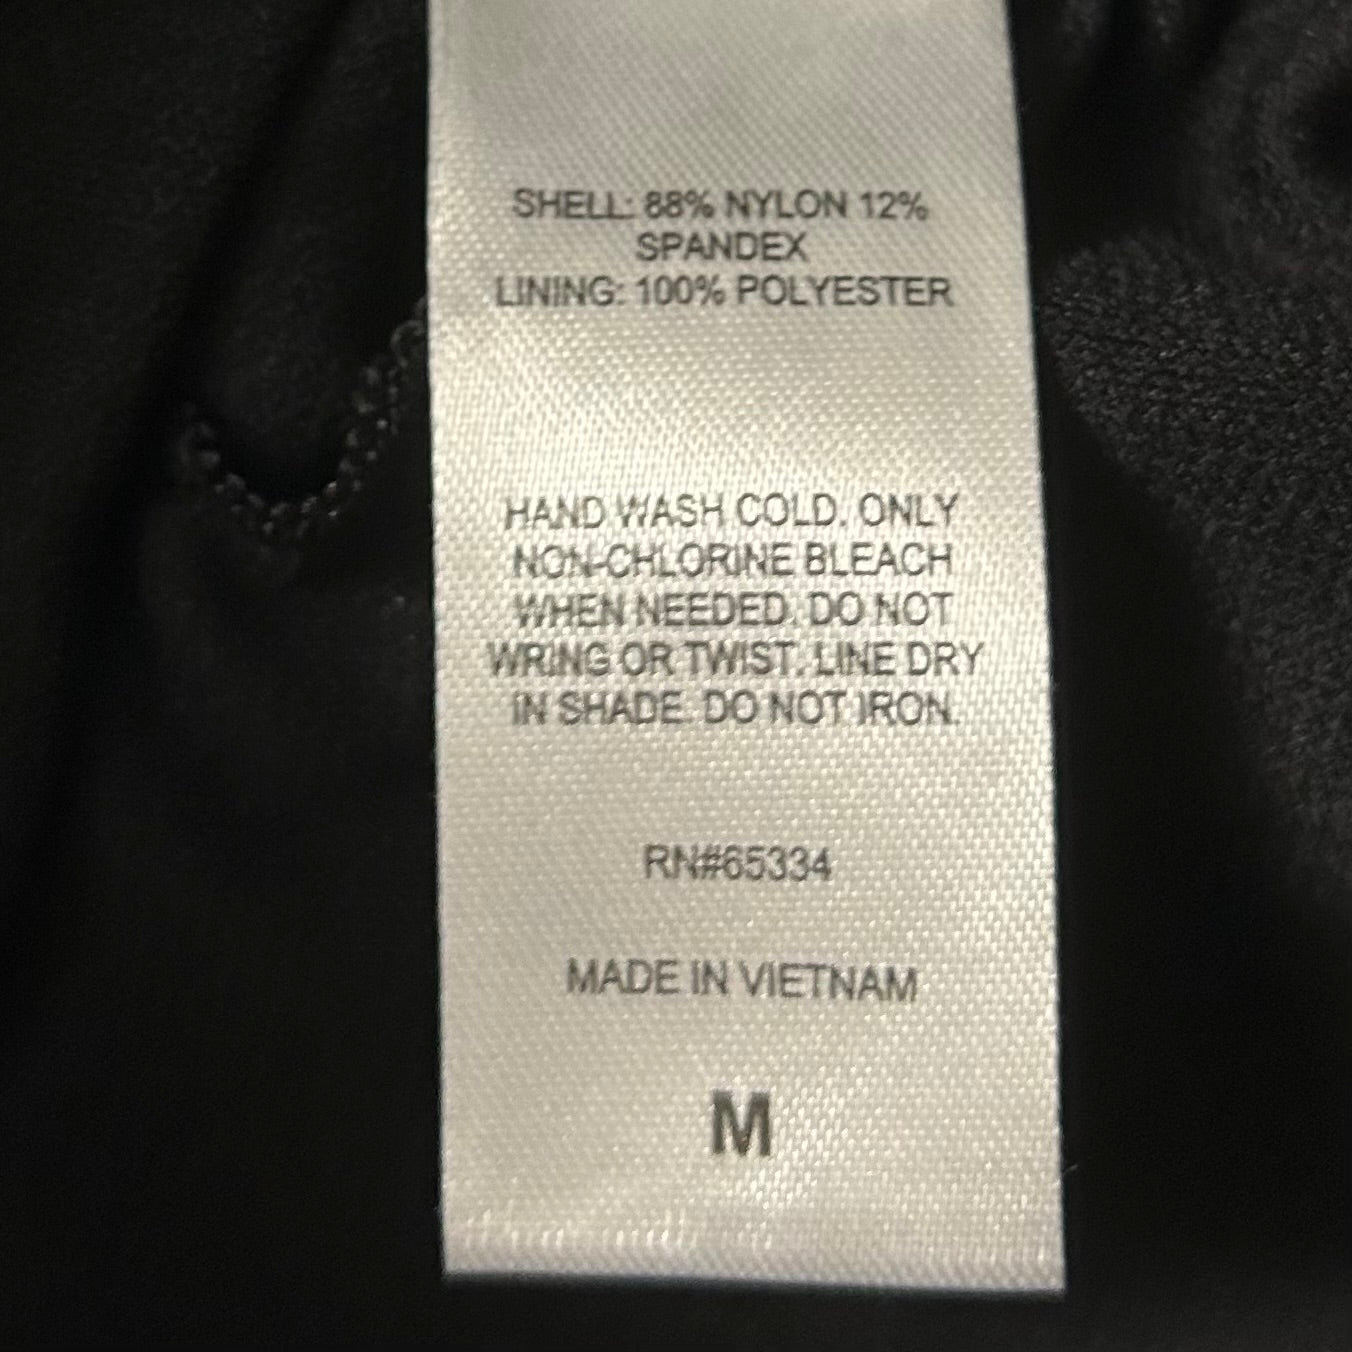 SHELL: 88% NYLON 12%
SPANDEX
LINING: 100% POLYESTER
HAND WASH COLD. ONLY
NON-CHLORINE BLEACH
WHEN NEEDED. DO NOT
WRING OR TWIST. LINE DRY
IN SHADE. DO NOT IRON.
RN#65334
MADE IN VIETNAM
M